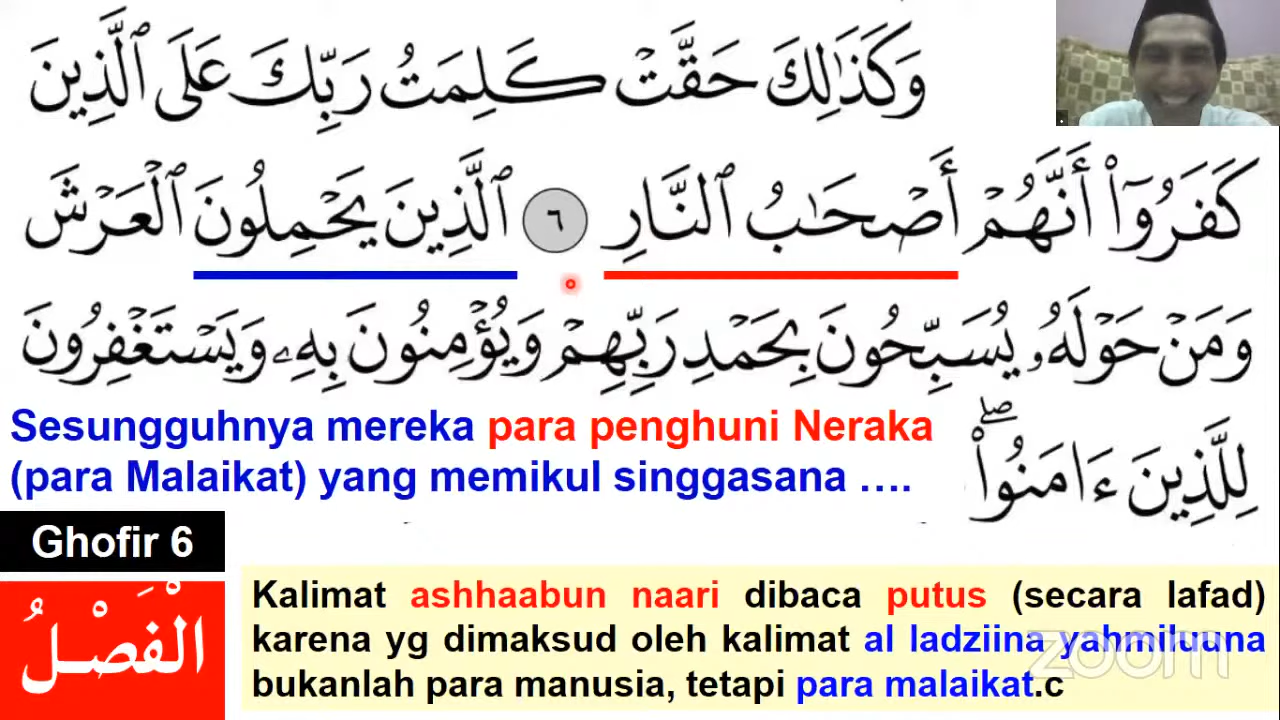 وَكَذَٰلِكَ حَقَّتْ كَلِمَتُ رَبِّكَ عَلَى ٱلَّذِينَ
كَفَرُوٓا۟ أَنَّهُمْ أَصْحَٰبُ ٱلنَّارِ ٦ ٱلَّذِينَ يَحْمِلُونَ ٱلْعَرْشَ
وَمَنْ حَوْلَهُۥ يُسَبِّحُونَ بِحَمْدِ رَبِّهِمْ وَيُؤْمِنُونَ بِهِۦ وَيَسْتَغْفِرُونَ
لِلَّذِينَ ءَامَنُوا۟ۖ
Sesungguhnya mereka para penghuni Neraka
(para Malaikat) yang memikul singgasana ….
Ghofir 6
الْفَصْلُ
Kalimat ashhaabun naari dibaca putus (secara lafad)
karena yg dimaksud oleh kalimat al ladziina yahmiluuna
bukanlah para manusia, tetapi para malaikat.c
zoom